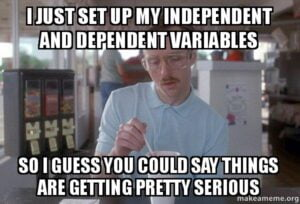 I JUST SET UP MY INDEPENDENT
AND DEPENDENT VARIABLES
SO I GUESS YOU COULD SAY THINGS
ARE GETTING PRETTY SERIOUS
makeameme.org